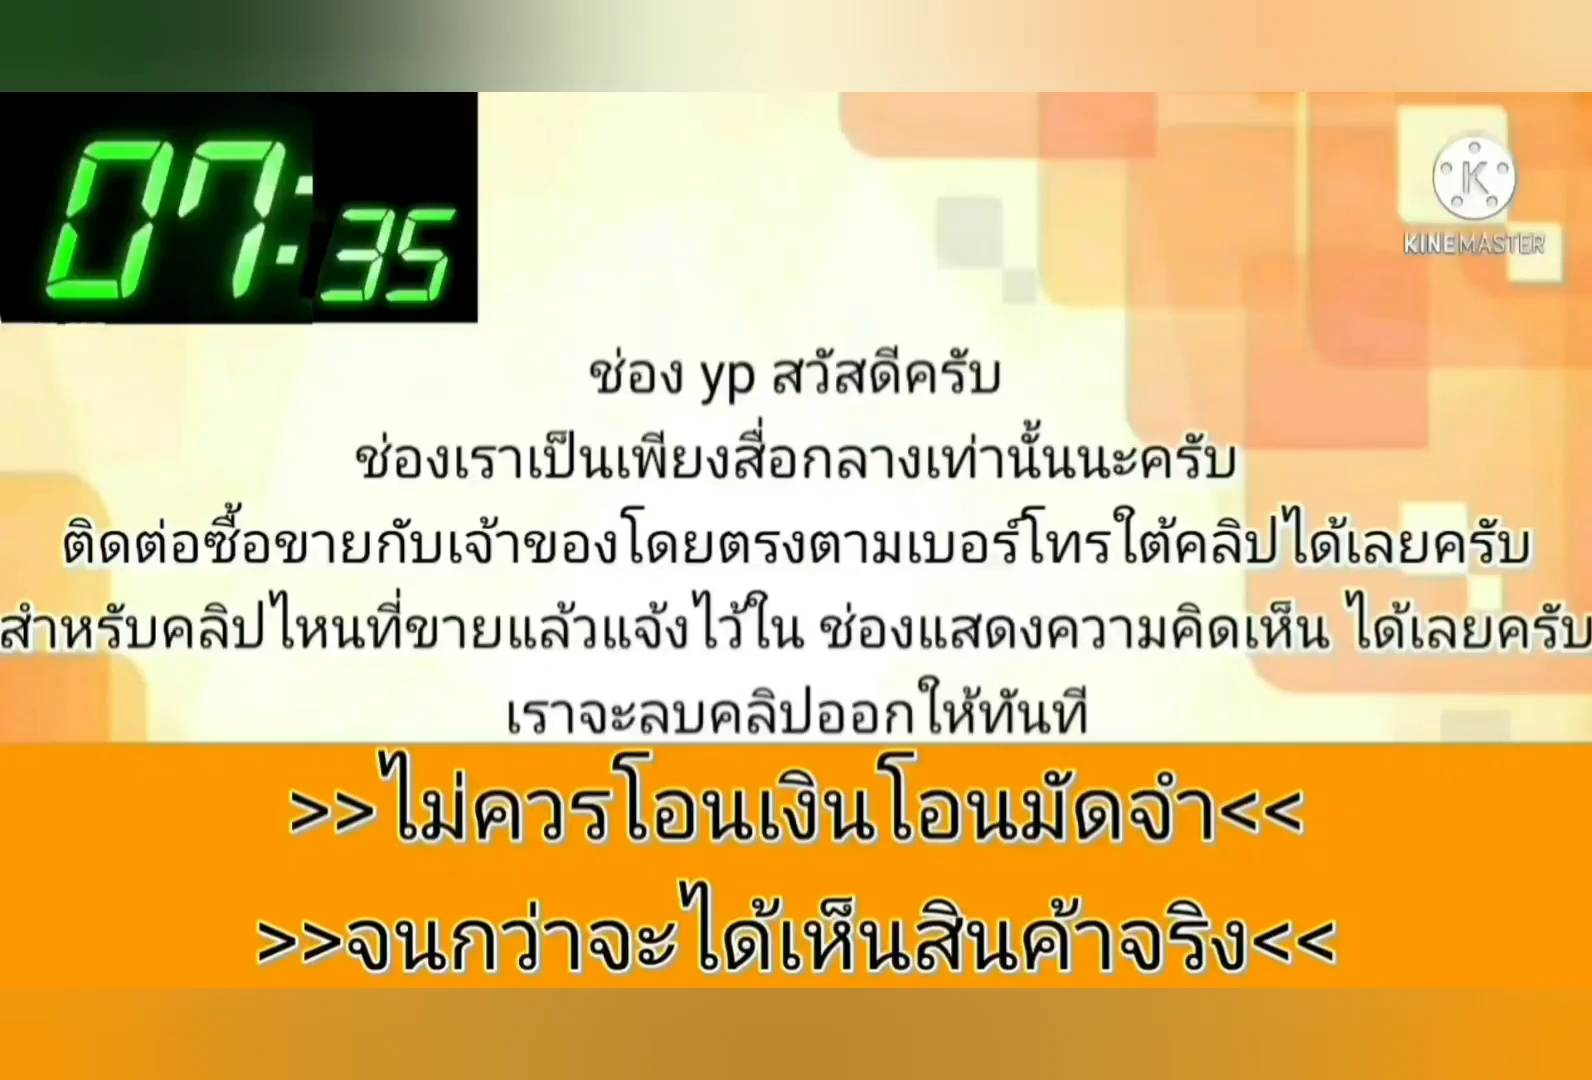 07:35
KINEMASTER
ช่อง yp สวัสดีครับ
ช่องเราเป็นเพียงสื่อกลางเท่านั้นนะครับ
ติดต่อซื้อขายกับเจ้าของโดยตรงตามเบอร์โทรใต้คลิปได้เลยครับ
สำหรับคลิปไหนที่ขายแล้วแจ้งไว้ใน ช่องแสดงความคิดเห็น ได้เลยครับ
เราจะลบคลิปออกให้ทันที
>>ไม่ควรโอนเงินโอนมัดจำ<<
>>จนกว่าจะได้เห็นสินค้าจริง<<